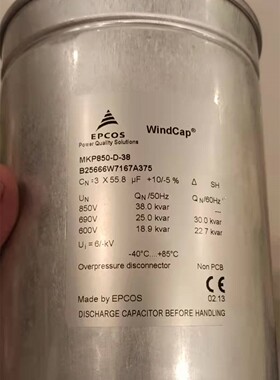 EPCOS
Power Quality Solutions
WindCap®
MKP850-D-38
B25666W7167A375
CN 3 X 55.8 µF +10/-5 % Δ SH
UN QN/50Hz QN/60Hz
850V 38.0 kvar —
690V 25.0 kvar 30.0 kvar
600V 18.9 kvar 22.7 kvar
Ui = 6/-kV
-40°C...+85°C
Overpressure disconnector Non PCB
Made by EPCOS 02.13
DISCHARGE CAPACITOR BEFORE HANDLING